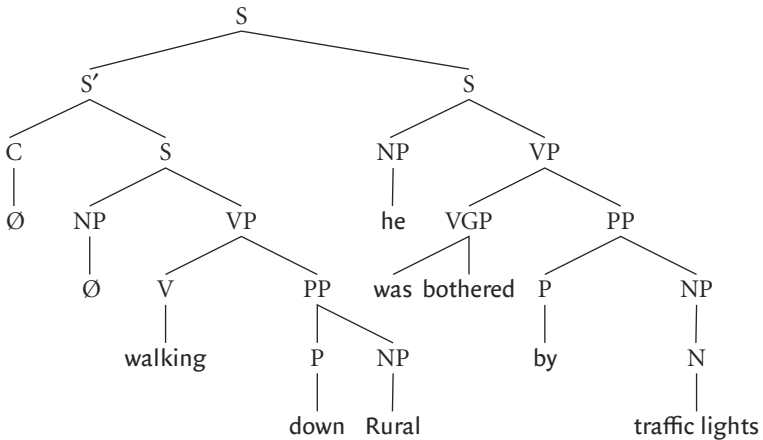 S
S′ S
C S NP VP
Ø NP VP he VGP PP
Ø V PP was bothered P NP
walking P NP by N
down Rural traffic lights